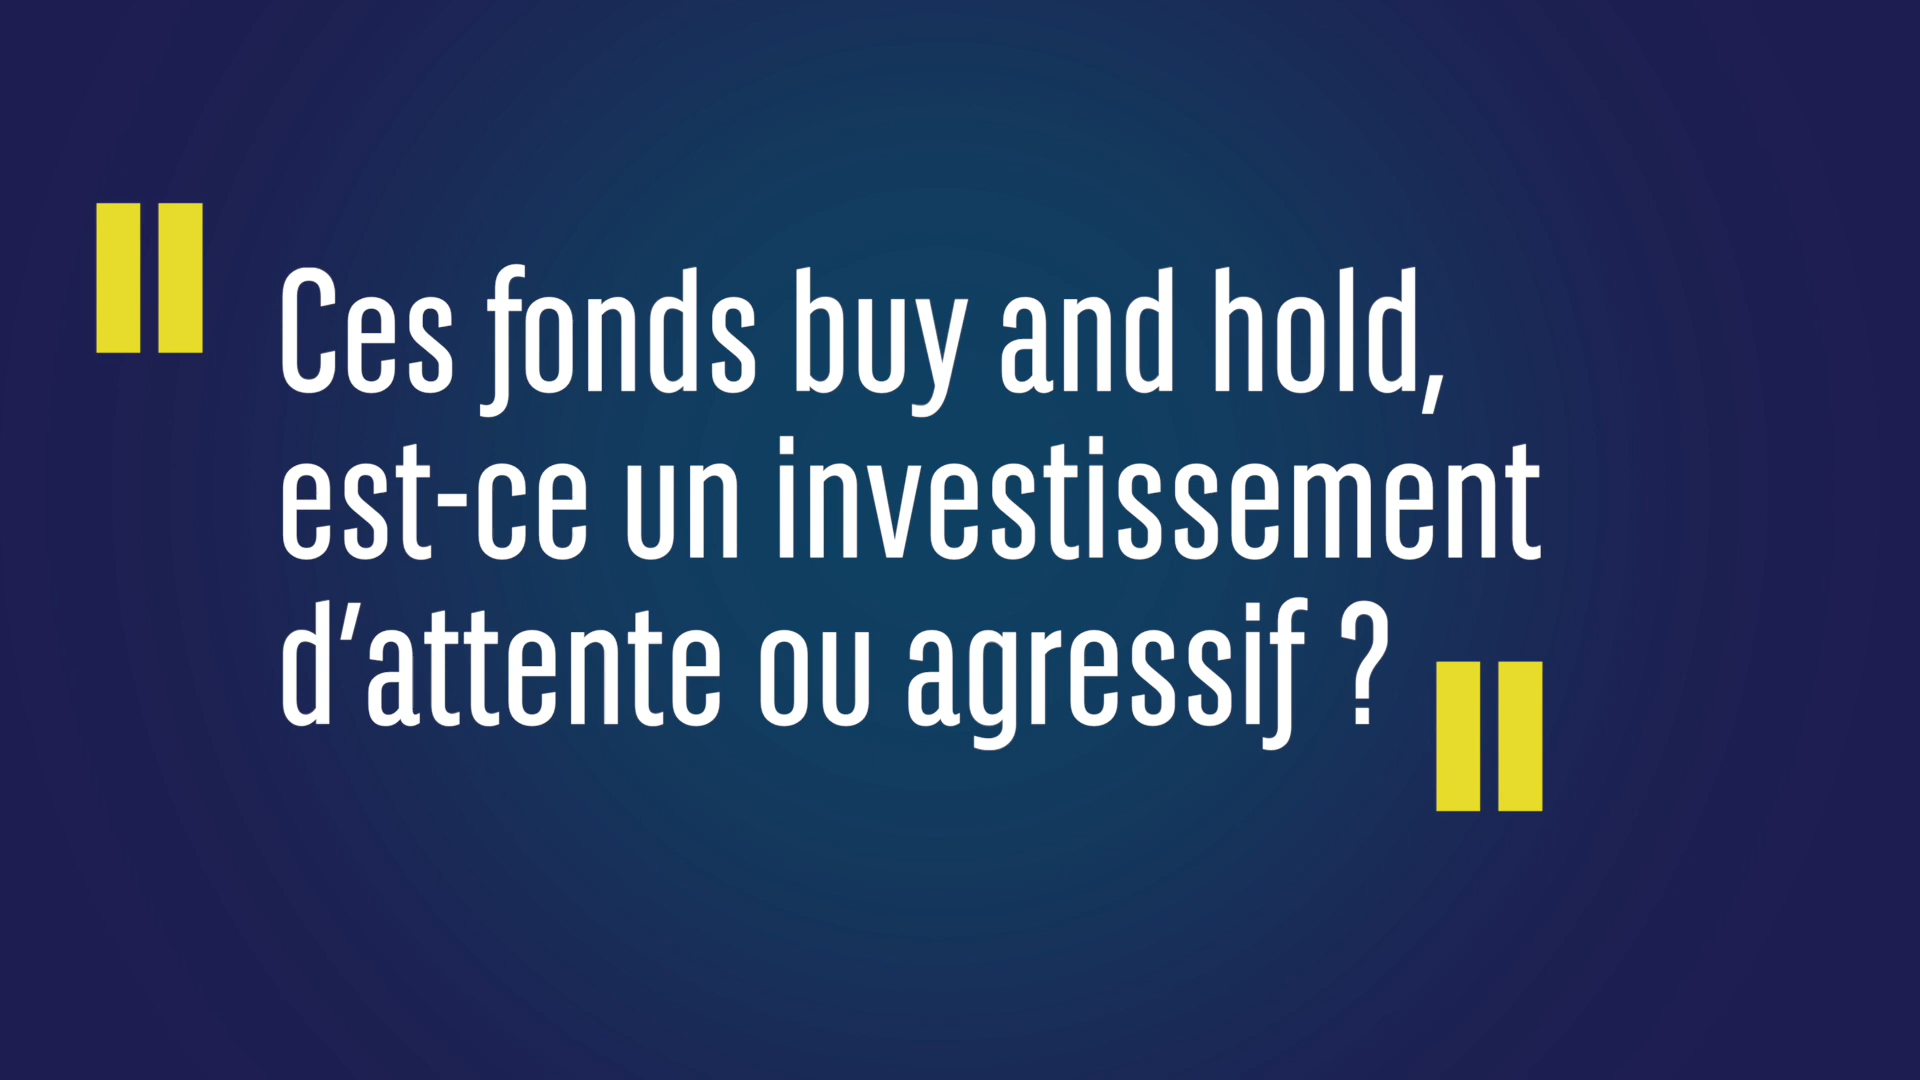 "Ces fonds buy and hold,
est-ce un investissement
d’attente ou agressif ?"